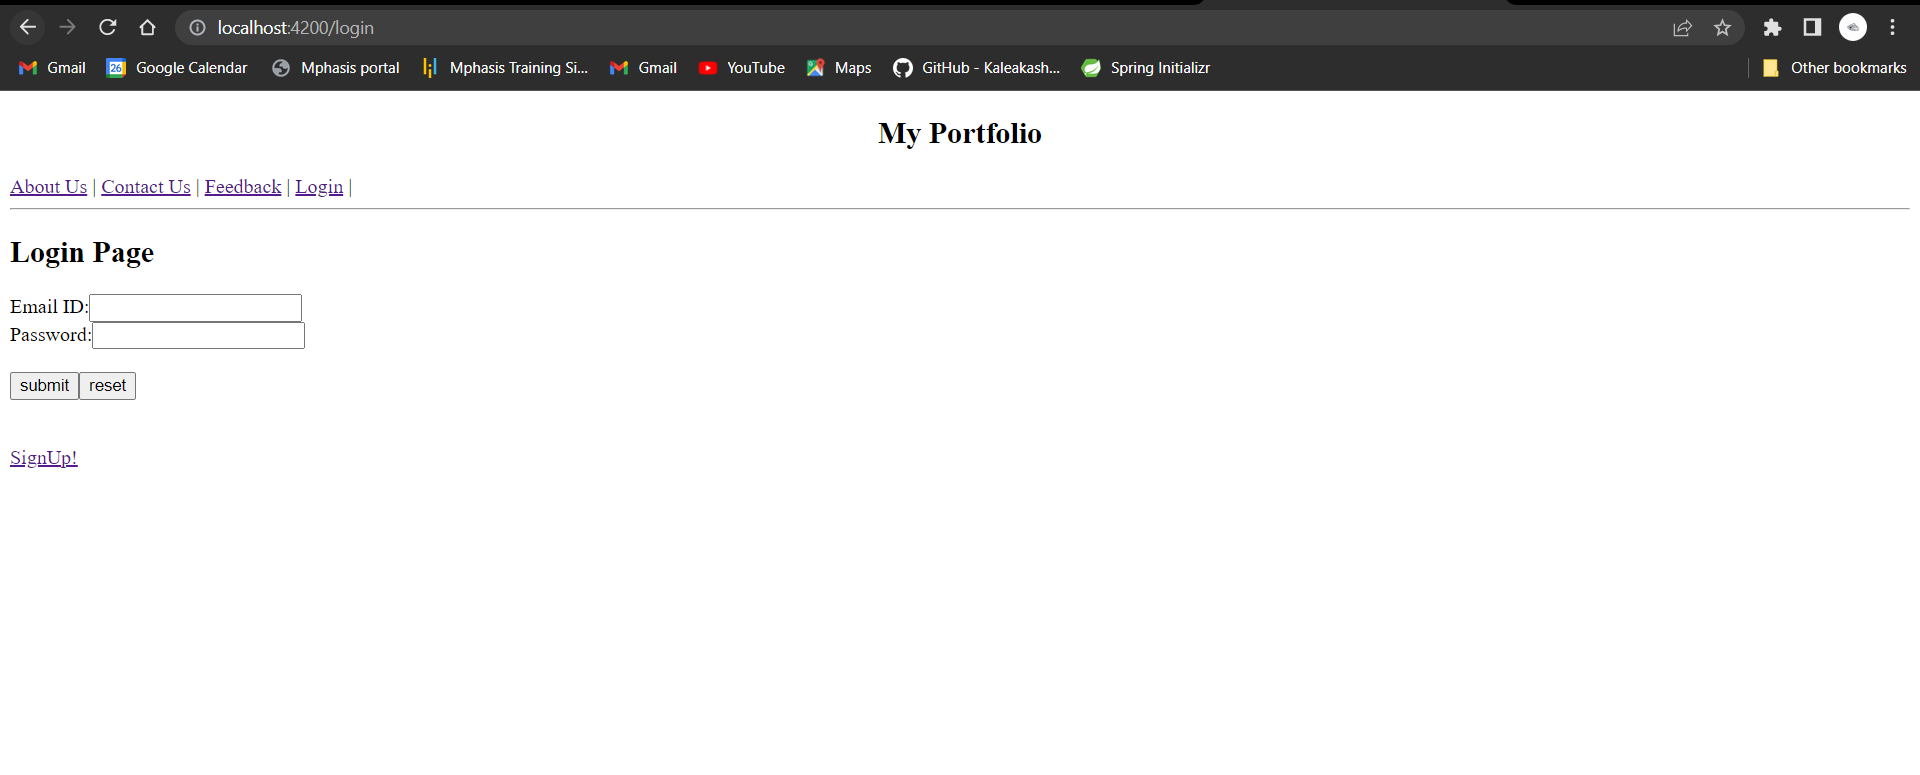 localhost:4200/login
Gmail Google Calendar Mphasis portal Mphasis Training Si... Gmail YouTube Maps GitHub - Kaleakash... Spring Initializr Other bookmarks
26
My Portfolio
About Us | Contact Us | Feedback | Login |
Login Page
Email ID:
Password:
submit reset
SignUp!